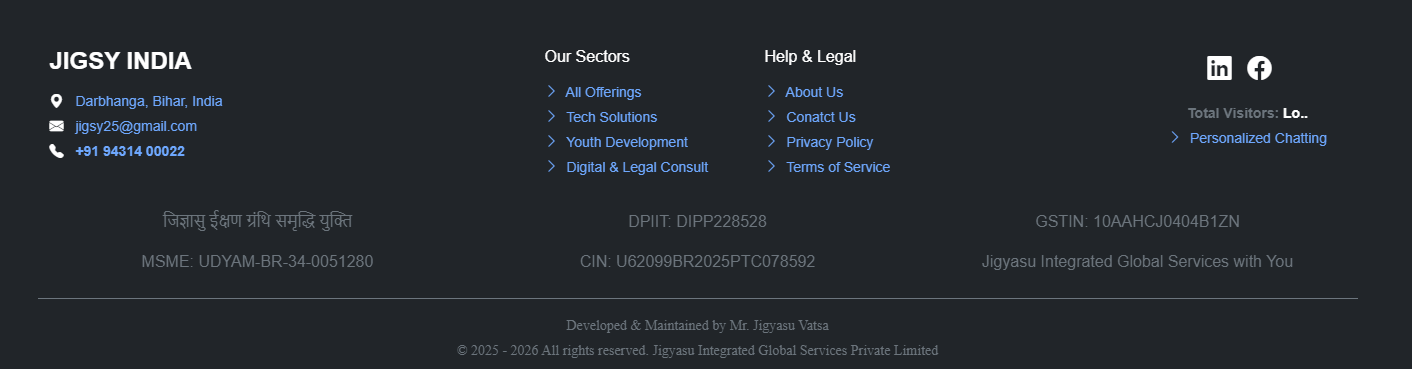 JIGSY INDIA
Darbhanga, Bihar, India
jigsy25@gmail.com
+91 94314 00022
Our Sectors
All Offerings
Tech Solutions
Youth Development
Digital & Legal Consult
Help & Legal
About Us
Conatct Us
Privacy Policy
Terms of Service
Total Visitors: Lo..
Personalized Chatting
जिज्ञासु ईक्षण ग्रंथि समृद्धि युक्ति
DPIIT: DIPP228528
GSTIN: 10AAHCJ0404B1ZN
MSME: UDYAM-BR-34-0051280
CIN: U62099BR2025PTC078592
Jigyasu Integrated Global Services with You
Developed & Maintained by Mr. Jigyasu Vatsa
© 2025 - 2026 All rights reserved. Jigyasu Integrated Global Services Private Limited